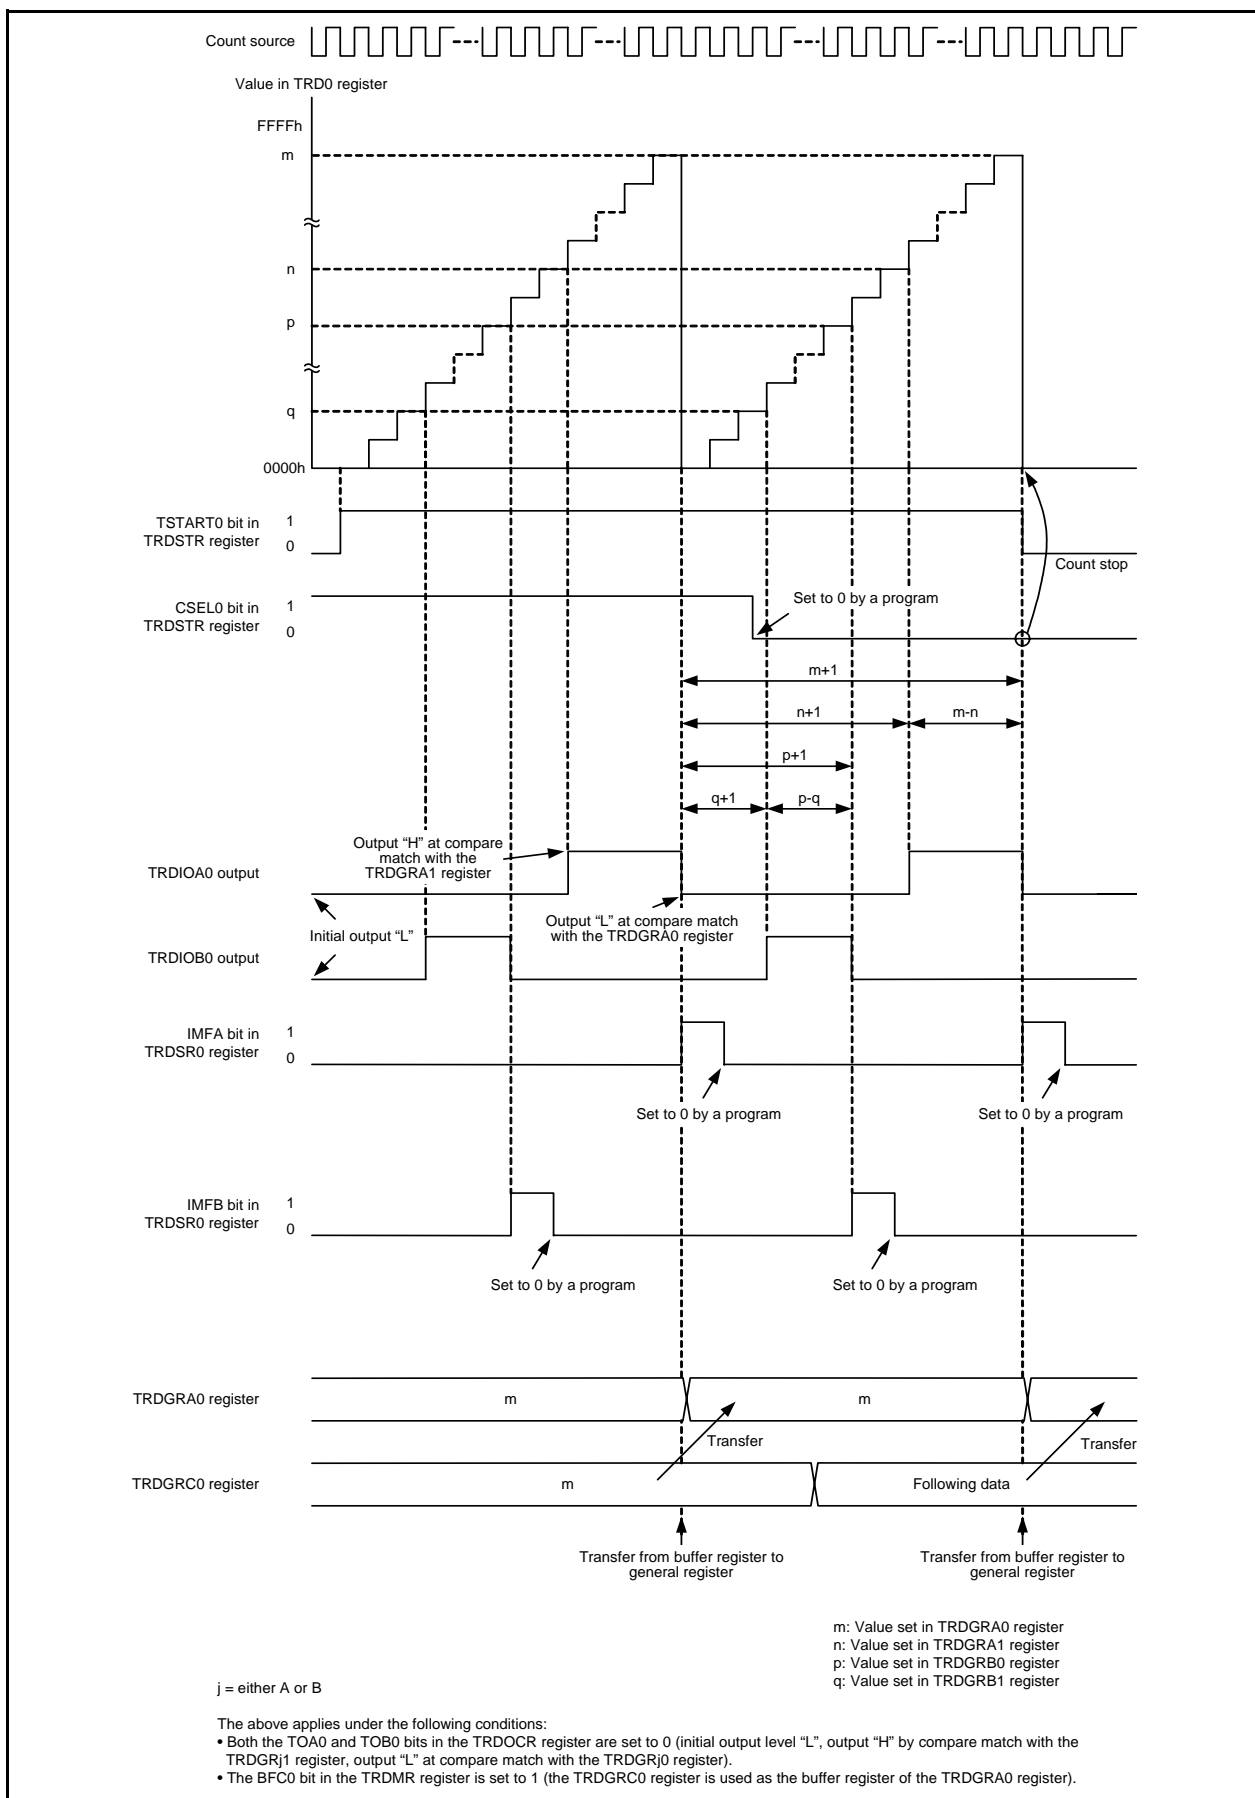 Count source
Value in TRD0 register
FFFFh
m
n
p
q
0000h
TSTART0 bit in
TRDSTR register
1
0
Count stop
CSEL0 bit in
TRDSTR register
1
0
Set to 0 by a program
m+1
n+1
m-n
p+1
q+1
p-q
Output “H” at compare
match with the
TRDGRA1 register
TRDIOA0 output
Output “L” at compare match
with the TRDGRA0 register
Initial output “L”
TRDIOB0 output
IMFA bit in
TRDSR0 register
1
0
Set to 0 by a program
Set to 0 by a program
IMFB bit in
TRDSR0 register
1
0
Set to 0 by a program
Set to 0 by a program
TRDGRA0 register
m
m
Transfer
Transfer
TRDGRC0 register
m
Following data
Transfer from buffer register to
general register
Transfer from buffer register to
general register
m: Value set in TRDGRA0 register
n: Value set in TRDGRA1 register
p: Value set in TRDGRB0 register
q: Value set in TRDGRB1 register
j = either A or B
The above applies under the following conditions:
• Both the TOA0 and TOB0 bits in the TRDOCR register are set to 0 (initial output level “L”, output “H” by compare match with the
TRDGRj1 register, output “L” at compare match with the TRDGRj0 register).
• The BFC0 bit in the TRDMR register is set to 1 (the TRDGRC0 register is used as the buffer register of the TRDGRA0 register).